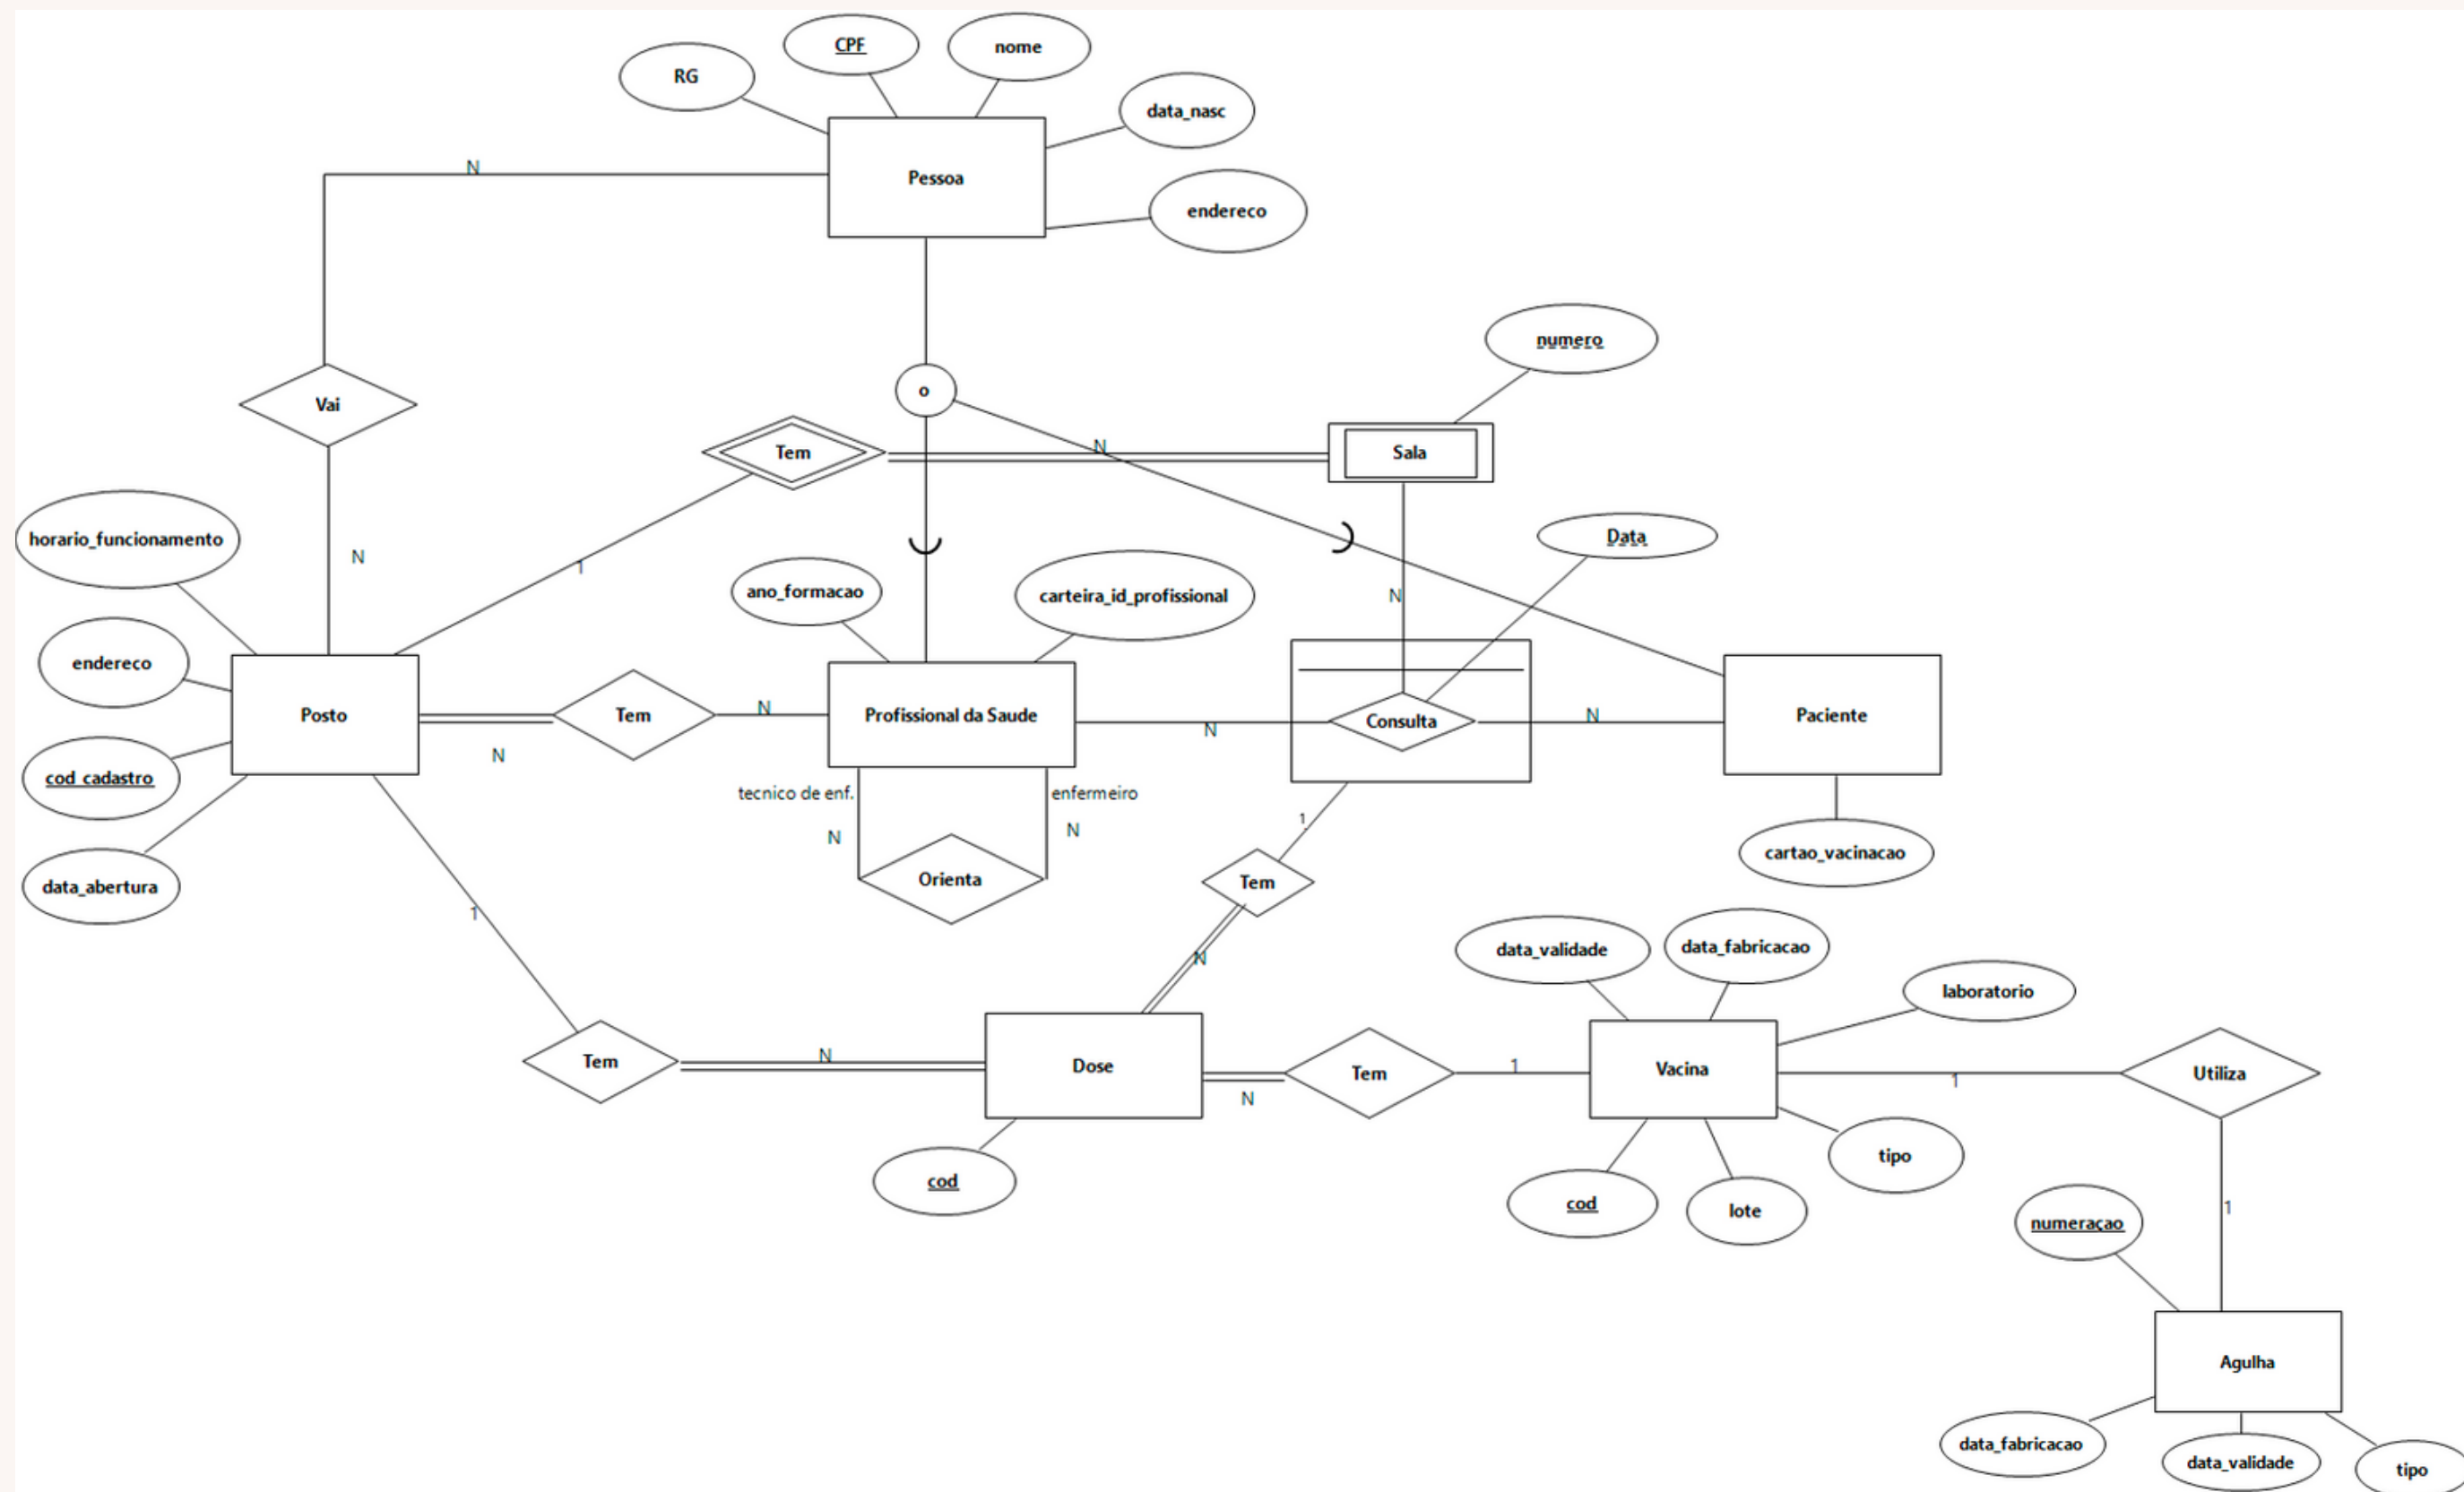 CPF
nome
RG
data_nasc
N
Pessoa
endereco
numero
o
Vai
Tem
N
Sala
horario_funcionamento
N
1
Data
ano_formacao
carteira_id_profissional
N
endereco
Posto
Tem
N
Profissional da Saude
N
Consulta
N
Paciente
N
cod_cadastro
tecnico de enf.
enfermeiro
N
N
1
cartao_vacinacao
data_abertura
Orienta
Tem
1
N
data_validade
data_fabricacao
laboratorio
Tem
N
Dose
N
Tem
1
Vacina
1
Utiliza
cod
tipo
cod
lote
numeraçao
1
Agulha
data_fabricacao
data_validade
tipo